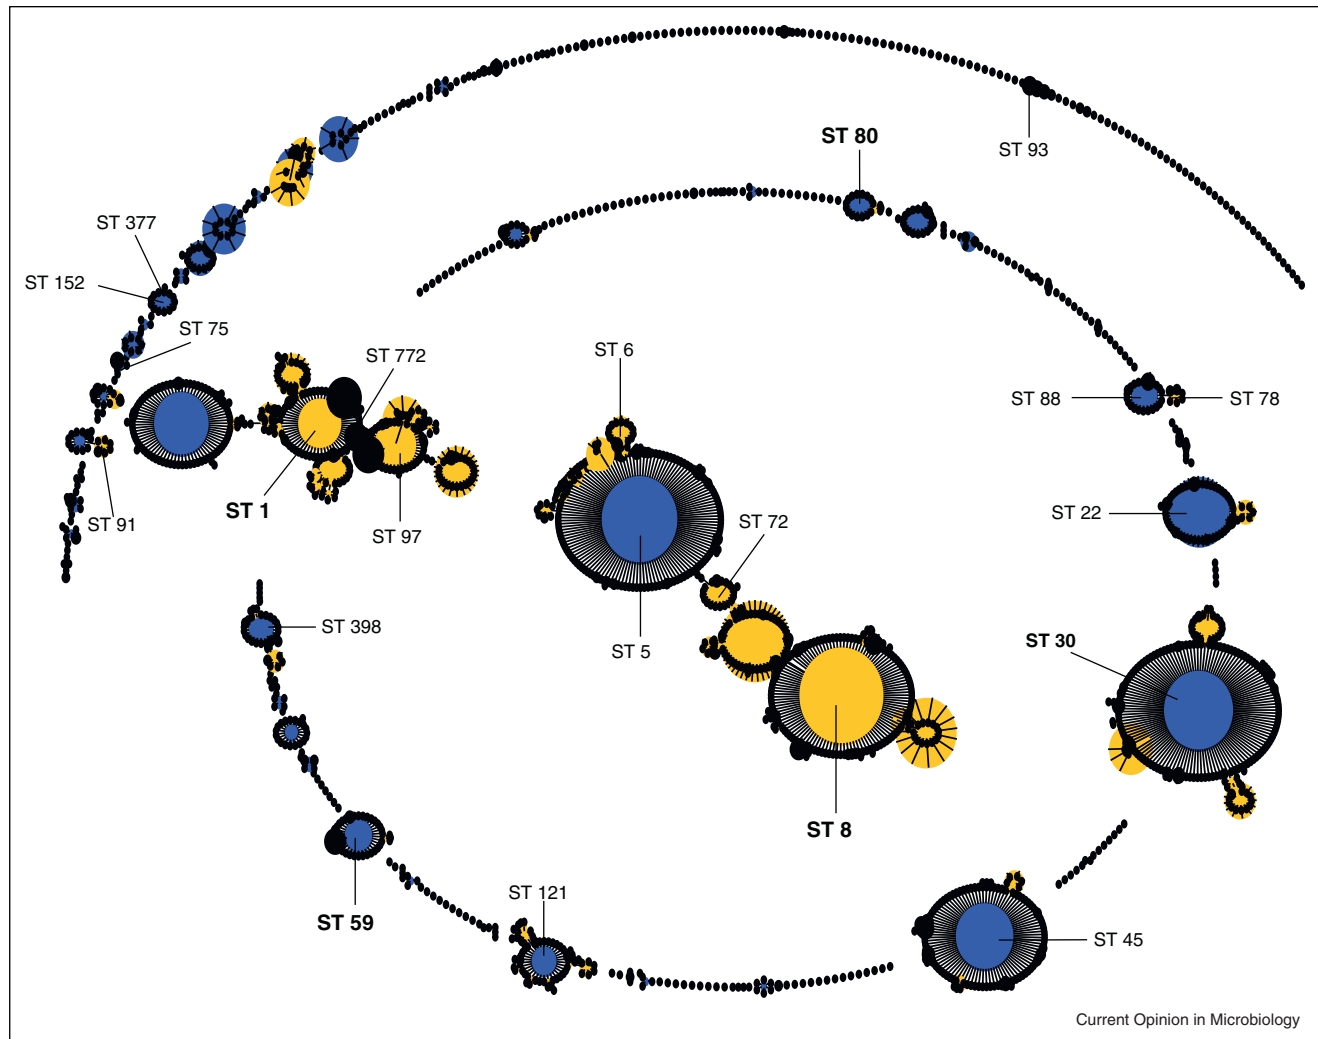 ST 80
ST 93
ST 377
ST 152
ST 75
ST 6
ST 772
ST 88
ST 78
ST 1
ST 22
ST 91
ST 97
ST 72
ST 398
ST 5
ST 30
ST 8
ST 121
ST 59
ST 45
Current Opinion in Microbiology